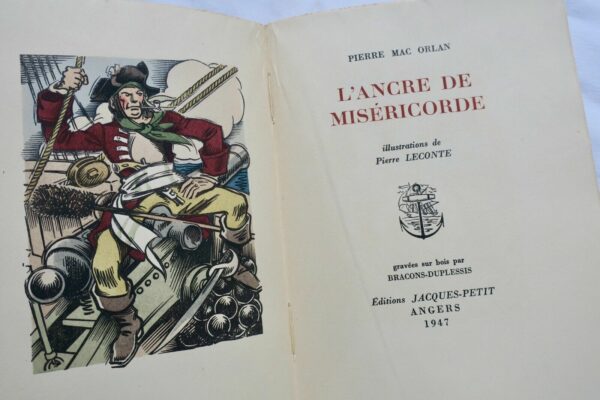 PIERRE MAC ORLAN
L'ANCRE DE
MISÉRICORDE
illustrations de
Pierre LECONTE
gravées sur bois par
BRACONS-DUPLESSIS
Editions JACQUES-PETIT
ANGERS
1947